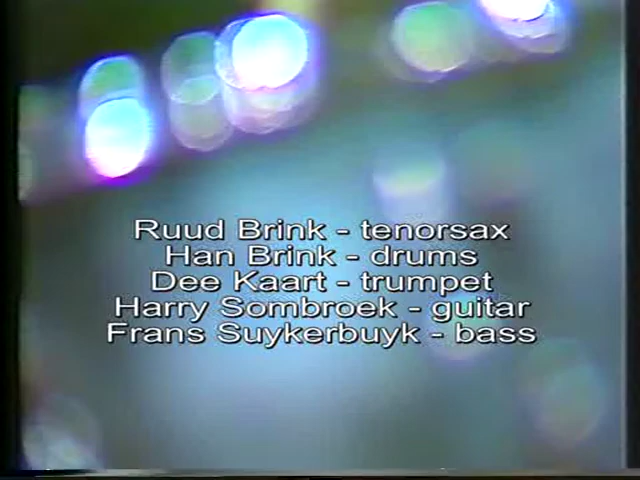 Ruud Brink - tenorsax
Han Brink - drums
Dee Kaart - trumpet
Harry Sombroek - guitar
Frans Suykerbuyk - bass